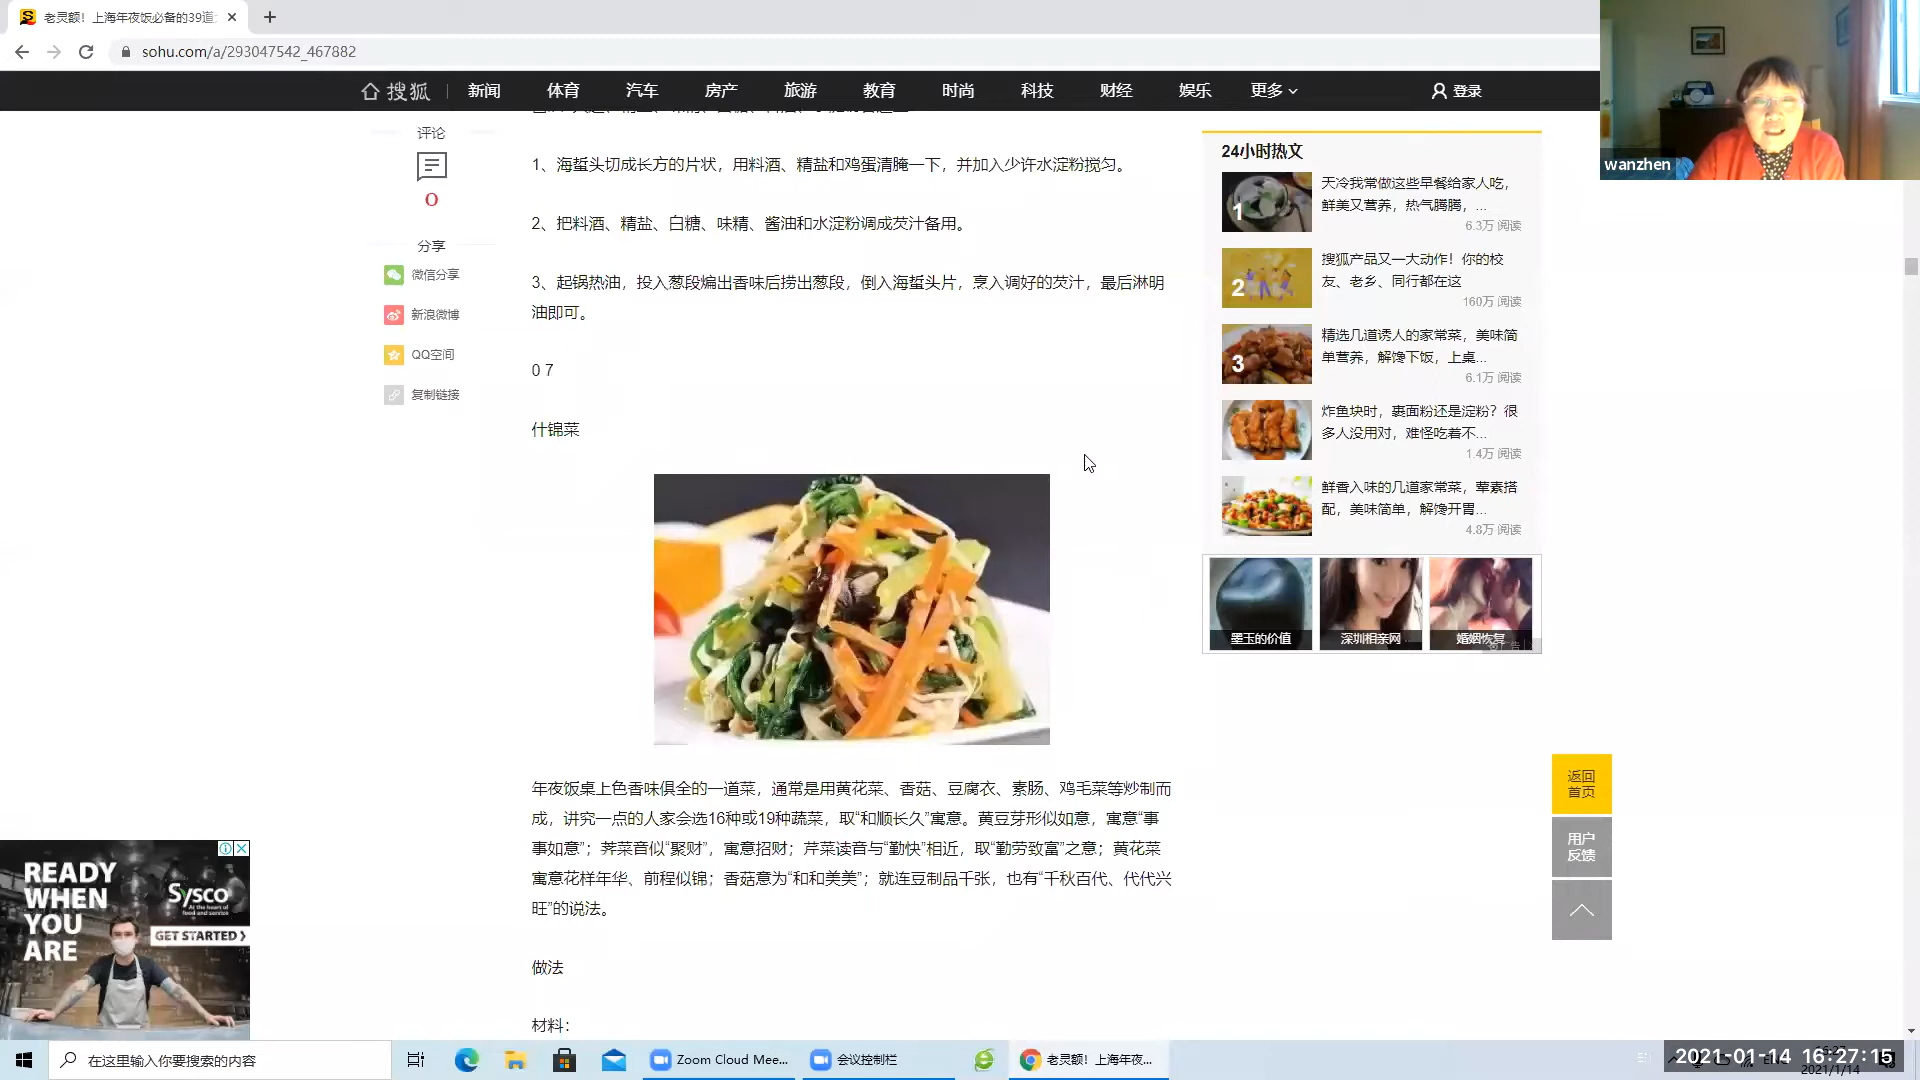 老灵额！上海年夜饭必备的39道
sohu.com/a/293047542_467882
搜狐 新闻 体育 汽车 房产 旅游 教育 时尚 科技 财经 娱乐 更多 登录
wanzhen
评论
0
分享
微信分享
新浪微博
QQ空间
复制链接
1、海蜇头切成长方的片状，用料酒、精盐和鸡蛋清腌一下，并加入少许水淀粉搅匀。
2、把料酒、精盐、白糖、味精、酱油和水淀粉调成芡汁备用。
3、起锅热油，投入葱段煸出香味后捞出葱段，倒入海蜇头片，烹入调好的芡汁，最后淋明
油即可。
0 7
什锦菜
年夜饭桌上色香味俱全的一道菜，通常是用黄花菜、香菇、豆腐衣、素肠、鸡毛菜等炒制而
成，讲究一点的人家会选16种或19种蔬菜，取“和顺长久”寓意。黄豆芽形似如意，寓意“事
事如意”；荠菜音似“聚财”，寓意招财；芹菜读音与“勤快”相近，取“勤劳致富”之意；黄花菜
寓意花样年华、前程似锦；香菇意为“和和美美”；就连豆制品千张，也有“千秋百代、代代兴
旺”的说法。
做法
材料：
24小时热文
1
天冷我常做这些早餐给家人吃，
鲜美又营养，热气腾腾，...
6.3万 阅读
2
搜狐产品又一大动作！你的校
友、老乡、同行都在这
160万 阅读
3
精选几道诱人的家常菜，美味简
单营养，解馋下饭，上桌...
6.1万 阅读
炸鱼块时，裹面粉还是淀粉？很
多人没用对，难怪吃着不...
1.4万 阅读
鲜香入味的几道家常菜，荤素搭
配，美味简单，解馋开胃...
4.8万 阅读
墨玉的价值 深圳相亲网 婚姻恢复
广告
返回
首页
用户
反馈
READY
WHEN
YOU
ARE
Sysco
At the heart of
food and service
GET STARTED
在这里输入你要搜索的内容
Zoom Cloud Mee...
会议控制栏
老灵额！上海年夜...
2021-01-14 16:27:15
2021/1/14